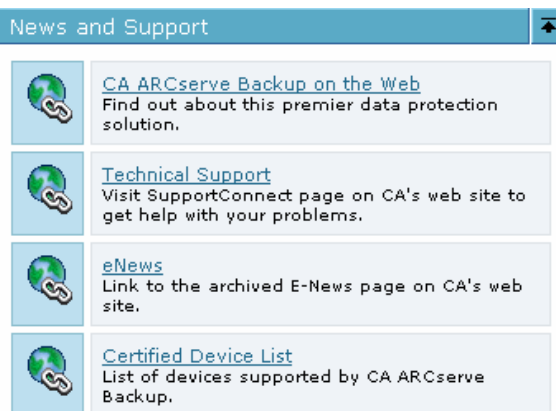 News and Support
CA ARCserve Backup on the Web
Find out about this premier data protection
solution.
Technical Support
Visit SupportConnect page on CA's web site to
get help with your problems.
eNews
Link to the archived E-News page on CA's web
site.
Certified Device List
List of devices supported by CA ARCserve
Backup.